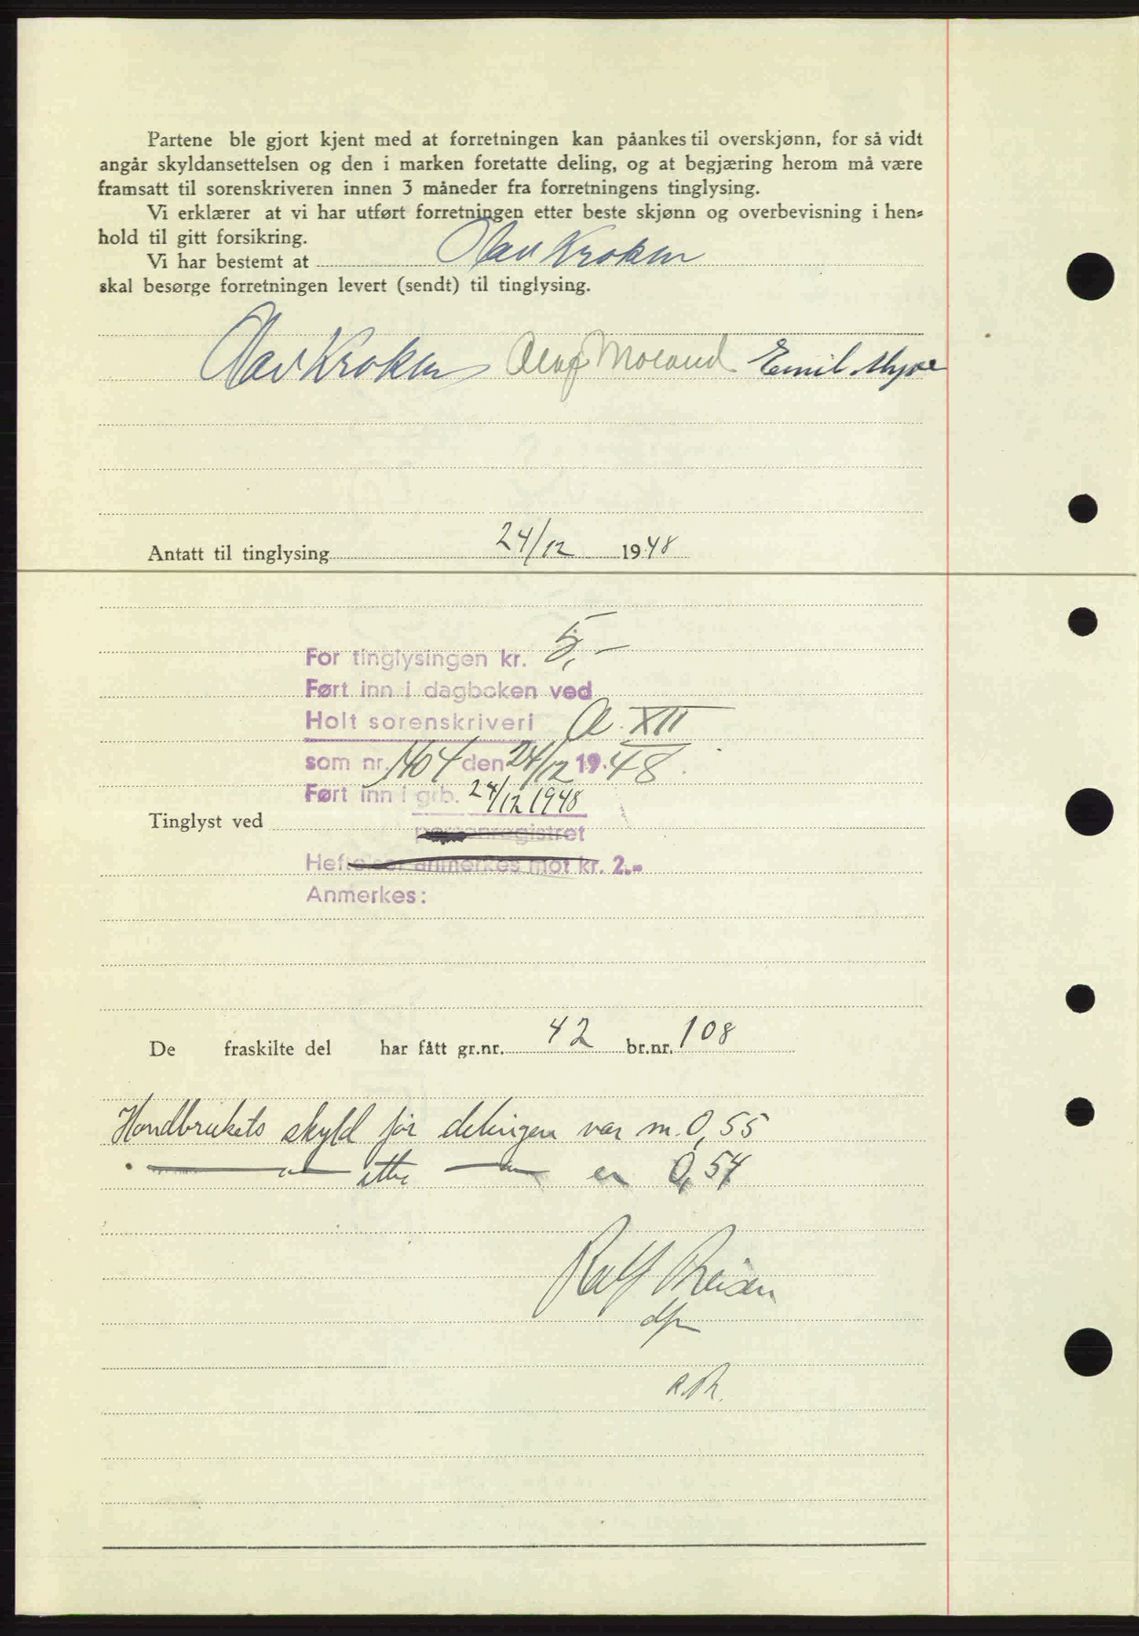 Partene ble gjort kjent med at forretningen kan påankes til overskjønn, for så vidt
angår skyldansettelsen og den i marken foretatte deling, og at begjæring herom må være
framsatt til sorenskriveren innen 3 måneder fra forretningens tinglysing.
Vi erklærer at vi har utført forretningen etter beste skjønn og overbevisning i hen-
hold til gitt forsikring.
Vi har bestemt at Olav Kroken
skal besørge forretningen levert (sendt) til tinglysing.
Olav Kroken Olaf Moland Emil Myre
Antatt til tinglysing 24/12 1948
For tinglysingen kr. 5,-
Ført inn i dagboken ved
Holt sorenskriveri A. XII
som nr. 1404 den 24/12 19.48.
Ført inn i grb. 24/12 1948
Tinglyst ved
personregistret
Heftelser anmerkes mot kr. 2.-
Anmerkes:
De fraskilte del har fått gr.nr. 42 br.nr. 108
Hovedbrukets skyld før delingen var m. 0,55
etter er 0,54
Ralf